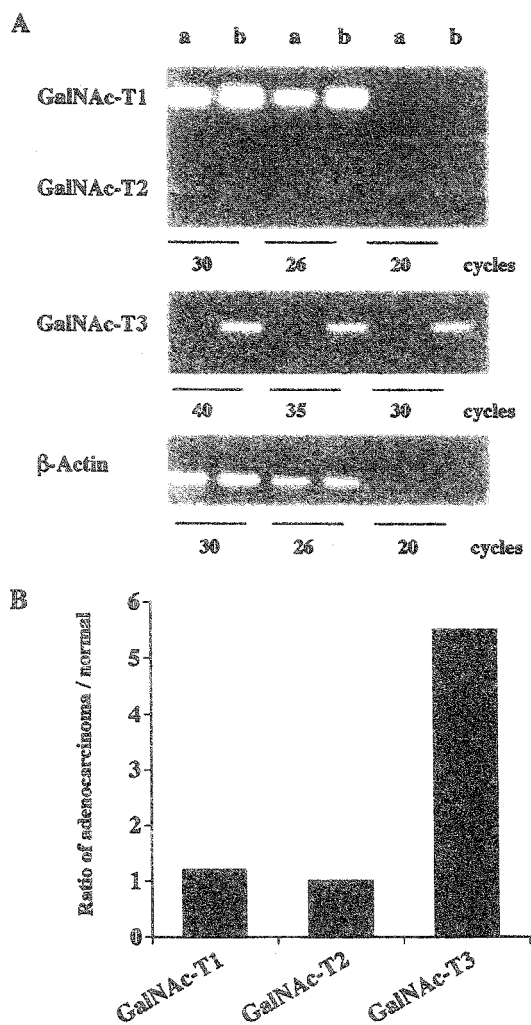 A
a b a b a b
GalNAc-T1
GalNAc-T2
30 26 20 cycles
GalNAc-T3
40 35 30 cycles
β-Actin
30 26 20 cycles
B
Ratio of adenocarcinoma / normal
6
5
4
3
2
1
0
GalNAc-T1 GalNAc-T2 GalNAc-T3